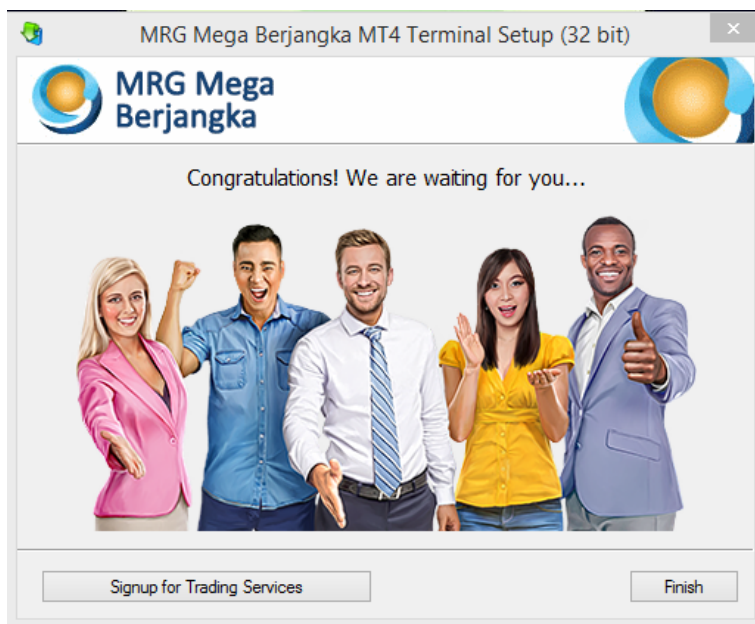 MRG Mega Berjangka MT4 Terminal Setup (32 bit)
MRG Mega
Berjangka
Congratulations! We are waiting for you...
Signup for Trading Services
Finish